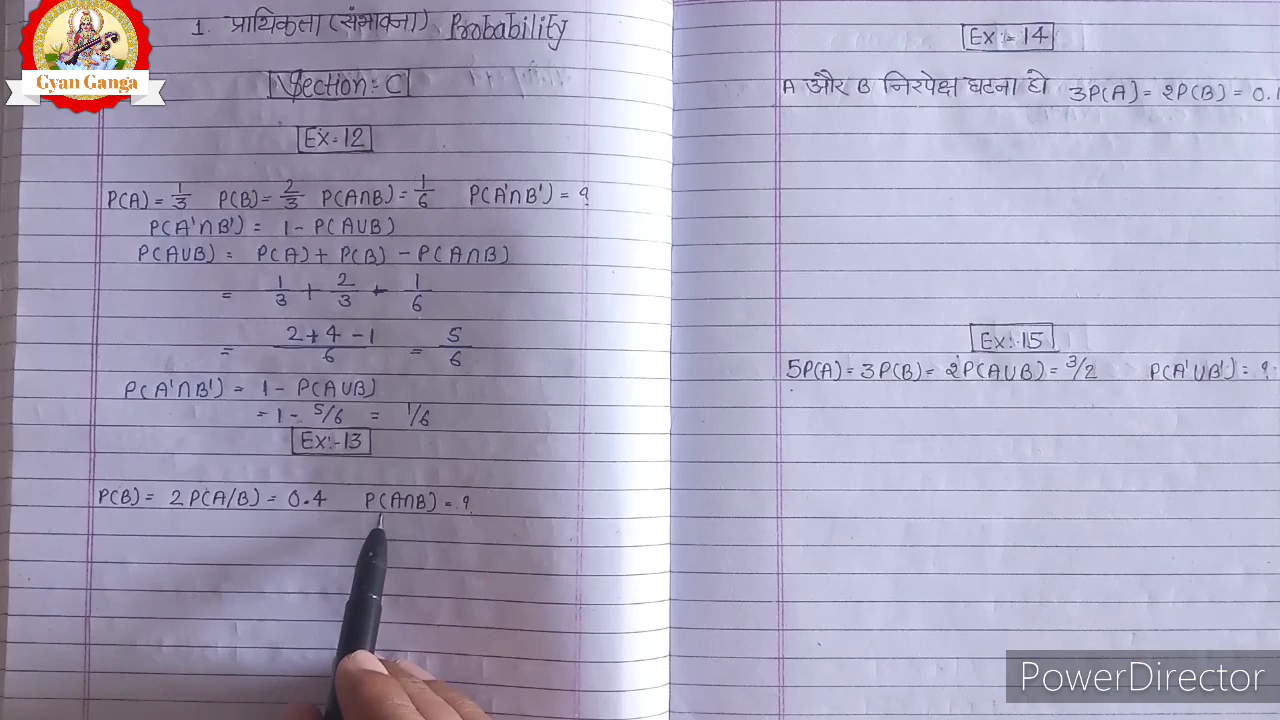 Gyan Ganga
1. प्रायिकता (संभावना) Probability
Section:- C
Ex:- 12
P(A) = 1/3 P(B) = 2/3 P(A∩B) = 1/6 P(A'∩B') = ?
P(A'∩B') = 1 - P(A∪B)
P(A∪B) = P(A) + P(B) - P(A∩B)
= 1/3 + 2/3 - 1/6
= 2+4-1/6 = 5/6
P(A'∩B') = 1 - P(A∪B)
= 1 - 5/6 = 1/6
Ex:- 13
P(B) = 2P(A/B) = 0.4 P(A∩B) = ?
Ex:- 14
A और B निरपेक्ष घटना हो 3P(A) = 2P(B) = 0.
Ex:- 15
5P(A) = 3P(B) = 2P(A∪B) = 3/2 P(A'∪B') = ?
PowerDirector